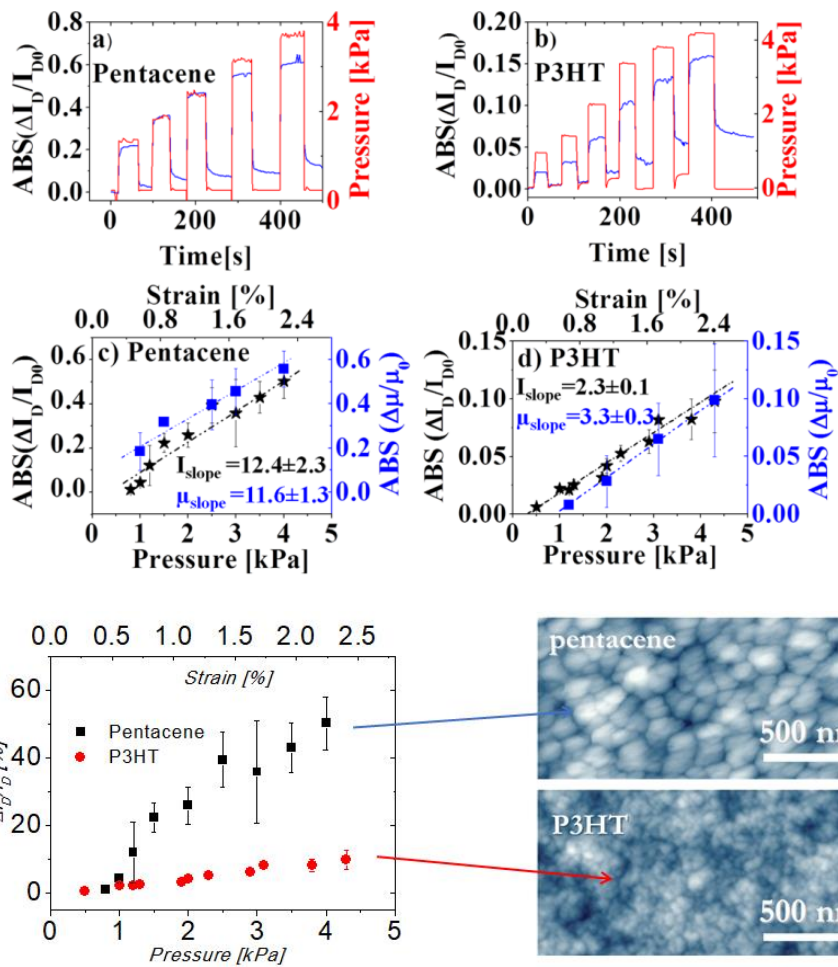 a)
Pentacene
ABS(ΔI_D/I_D0)
0.8
0.6
0.4
0.2
0.0
Pressure [kPa]
4
2
0
0 200 400
Time[s]
b)
P3HT
ABS(ΔI_D/I_D0)
0.20
0.15
0.10
0.05
0.00
Pressure [kPa]
4
2
0
0 200 400
Time [s]
Strain [%]
0.0 0.8 1.6 2.4
c) Pentacene
ABS(ΔI_D/I_D0)
0.6
0.4
0.2
0.0
ABS (Δμ/μ_0)
0.6
0.4
0.2
0.0
I_slope=12.4±2.3
μ_slope=11.6±1.3
0 1 2 3 4 5
Pressure [kPa]
Strain [%]
0.0 0.8 1.6 2.4
d) P3HT
ABS (ΔI_D/I_D0)
0.15
0.10
0.05
0.00
ABS (Δμ/μ_0)
0.15
0.10
0.05
0.00
I_slope=2.3±0.1
μ_slope=3.3±0.3
0 1 2 3 4 5
Pressure [kPa]
0.0 0.5 1.0 1.5 2.0 2.5
Strain [%]
60
40
20
0
Pentacene
P3HT
0 1 2 3 4 5
Pressure [kPa]
pentacene
500 n
P3HT
500 n